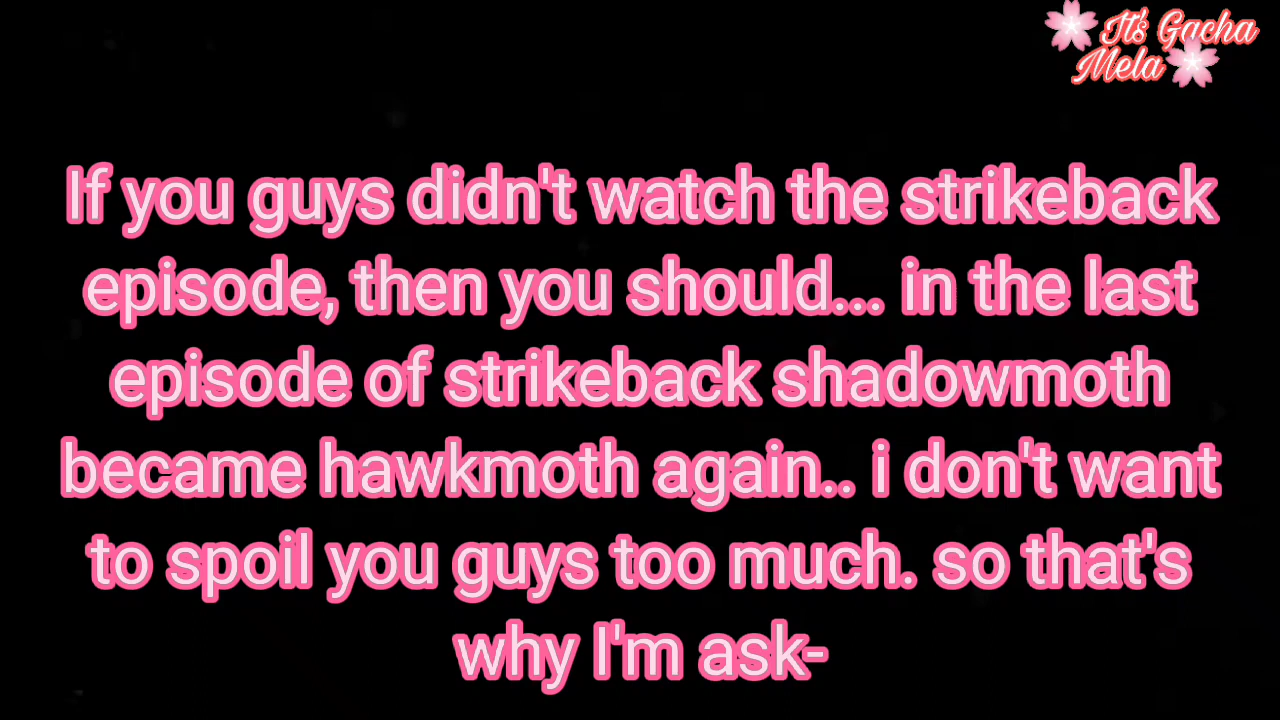 It's Gacha
Mela
If you guys didn't watch the strikeback
episode, then you should... in the last
episode of strikeback shadowmoth
became hawkmoth again.. i don't want
to spoil you guys too much. so that's
why I'm ask-